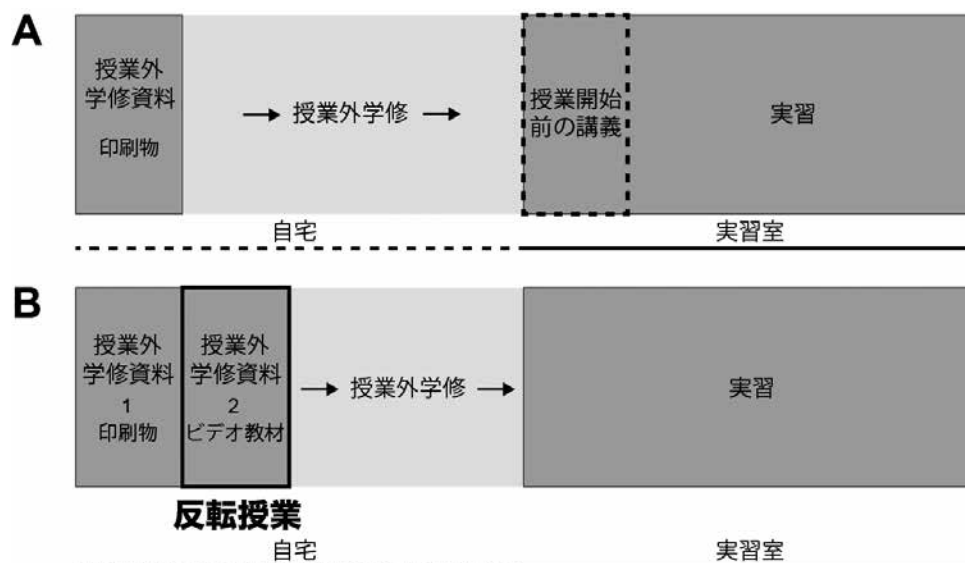 A
授業外
学修資料
印刷物
→ 授業外学修 →
授業開始
前の講義
実習
自宅
実習室
B
授業外
学修資料
1
印刷物
授業外
学修資料
2
ビデオ教材
→ 授業外学修 →
実習
反転授業
自宅
実習室